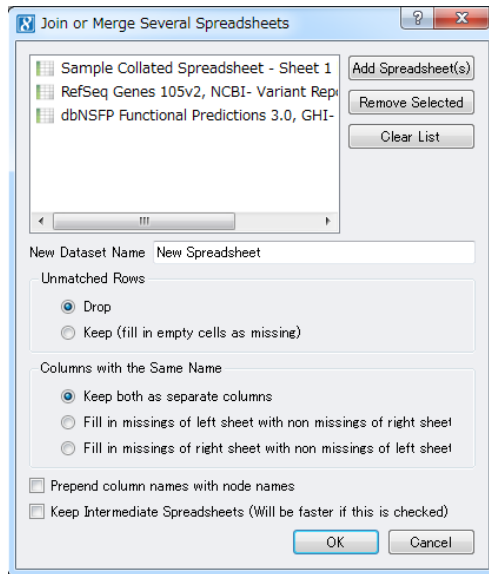 Join or Merge Several Spreadsheets
Sample Collated Spreadsheet - Sheet 1
RefSeq Genes 105v2, NCBI- Variant Repo
dbNSFP Functional Predictions 3.0, GHI-
Add Spreadsheet(s)
Remove Selected
Clear List
New Dataset Name New Spreadsheet
Unmatched Rows
Drop
Keep (fill in empty cells as missing)
Columns with the Same Name
Keep both as separate columns
Fill in missings of left sheet with non missings of right sheet
Fill in missings of right sheet with non missings of left sheet
Prepend column names with node names
Keep Intermediate Spreadsheets (Will be faster if this is checked)
OK Cancel